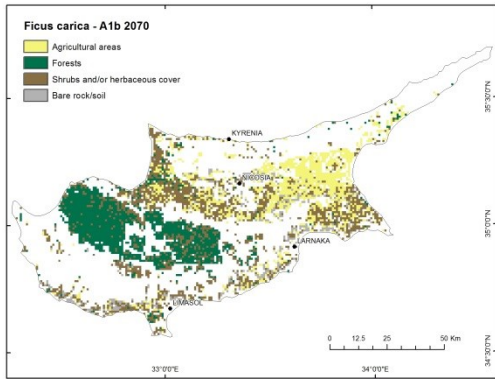 Ficus carica - A1b 2070
Agricultural areas
Forests
Shrubs and/or herbaceous cover
Bare rock/soil
KYRENIA
NICOSIA
LARNAKA
LIMASOL
35°30'0"N
35°0'0"N
34°30'0"N
0 12.5 25 50 Km
33°0'0"E
34°0'0"E